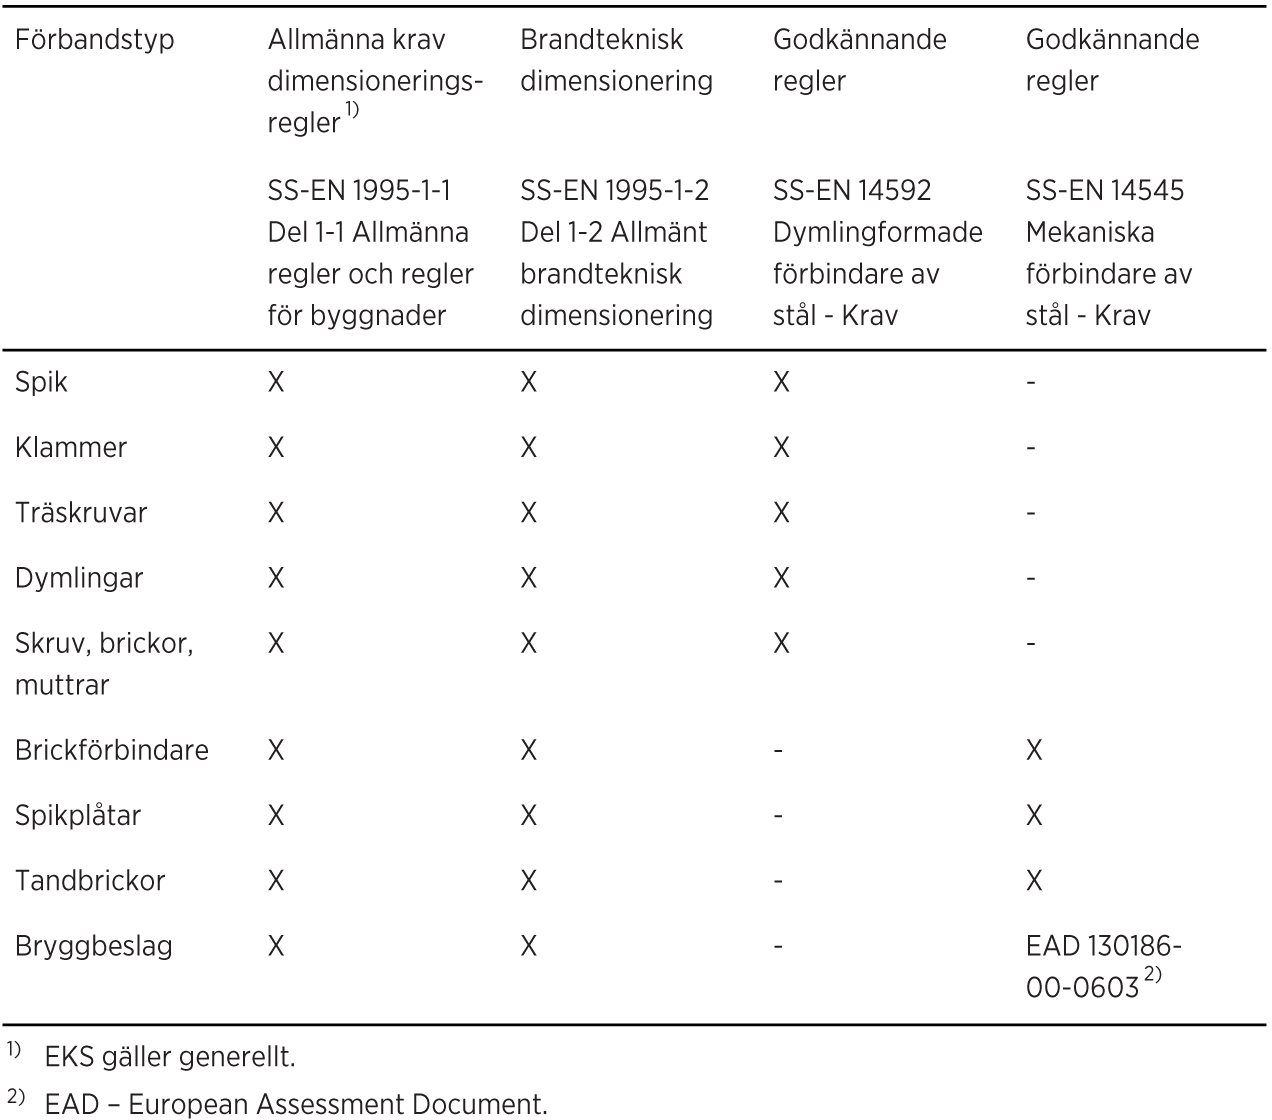 Förbandstyp Allmänna krav Brandteknisk Godkännande Godkännande
dimensionerings- dimensionering regler regler
regler 1)
SS-EN 1995-1-1 SS-EN 1995-1-2 SS-EN 14592 SS-EN 14545
Del 1-1 Allmänna Del 1-2 Allmänt Dymlingformade Mekaniska
regler och regler brandteknisk förbindare av förbindare av
för byggnader dimensionering stål - Krav stål - Krav
Spik X X X -
Klammer X X X -
Träskruvar X X X -
Dymlingar X X X -
Skruv, brickor, X X X -
muttrar
Brickförbindare X X - X
Spikplåtar X X - X
Tandbrickor X X - X
Bryggbeslag X X - EAD 130186-
00-0603 2)
1) EKS gäller generellt.
2) EAD – European Assessment Document.